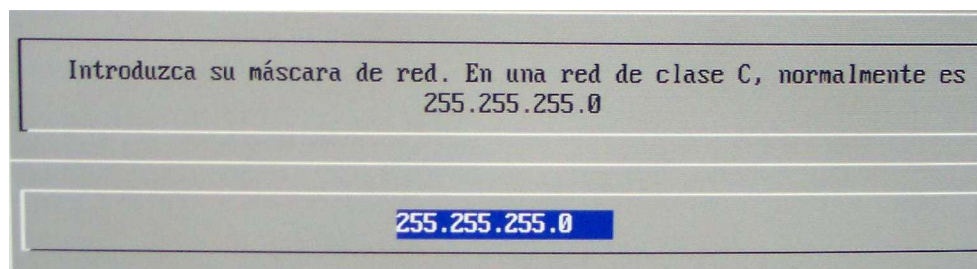 Introduzca su máscara de red. En una red de clase C, normalmente es
255.255.255.0
255.255.255.0